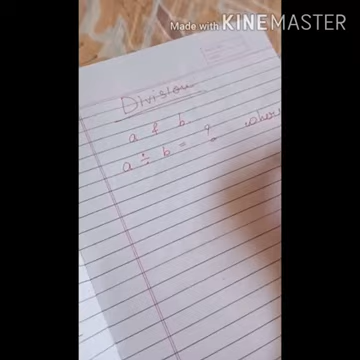 Made with KINEMASTER
Division
a & b
a ÷ b = ?